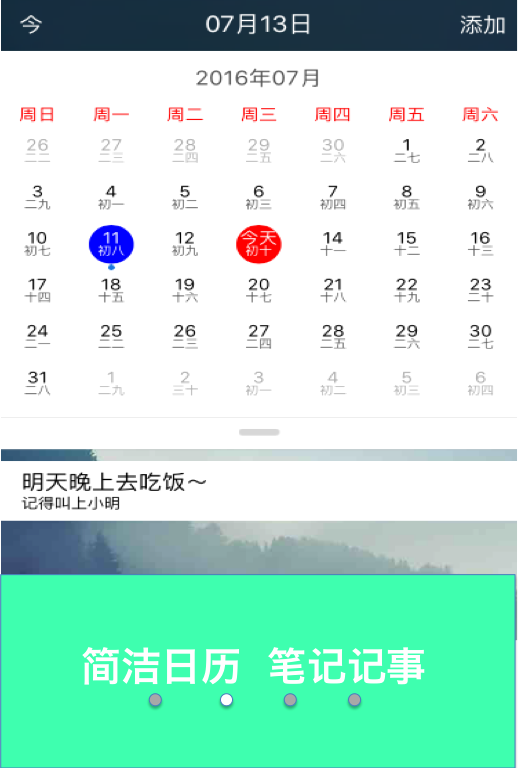 今 07月13日 添加
2016年07月
周日 周一 周二 周三 周四 周五 周六
26 27 28 29 30 1 2
二二 二三 二四 二五 二六 二七 二八
3 4 5 6 7 8 9
二九 初一 初二 初三 初四 初五 初六
10 11 12 今天 14 15 16
初七 初八 初九 初十 十一 十二 十三
17 18 19 20 21 22 23
十四 十五 十六 十七 十八 十九 二十
24 25 26 27 28 29 30
二一 二二 二三 二四 二五 二六 二七
31 1 2 3 4 5 6
二八 二九 三十 初一 初二 初三 初四
明天晚上去吃饭～
记得叫上小明
简洁日历 笔记记事